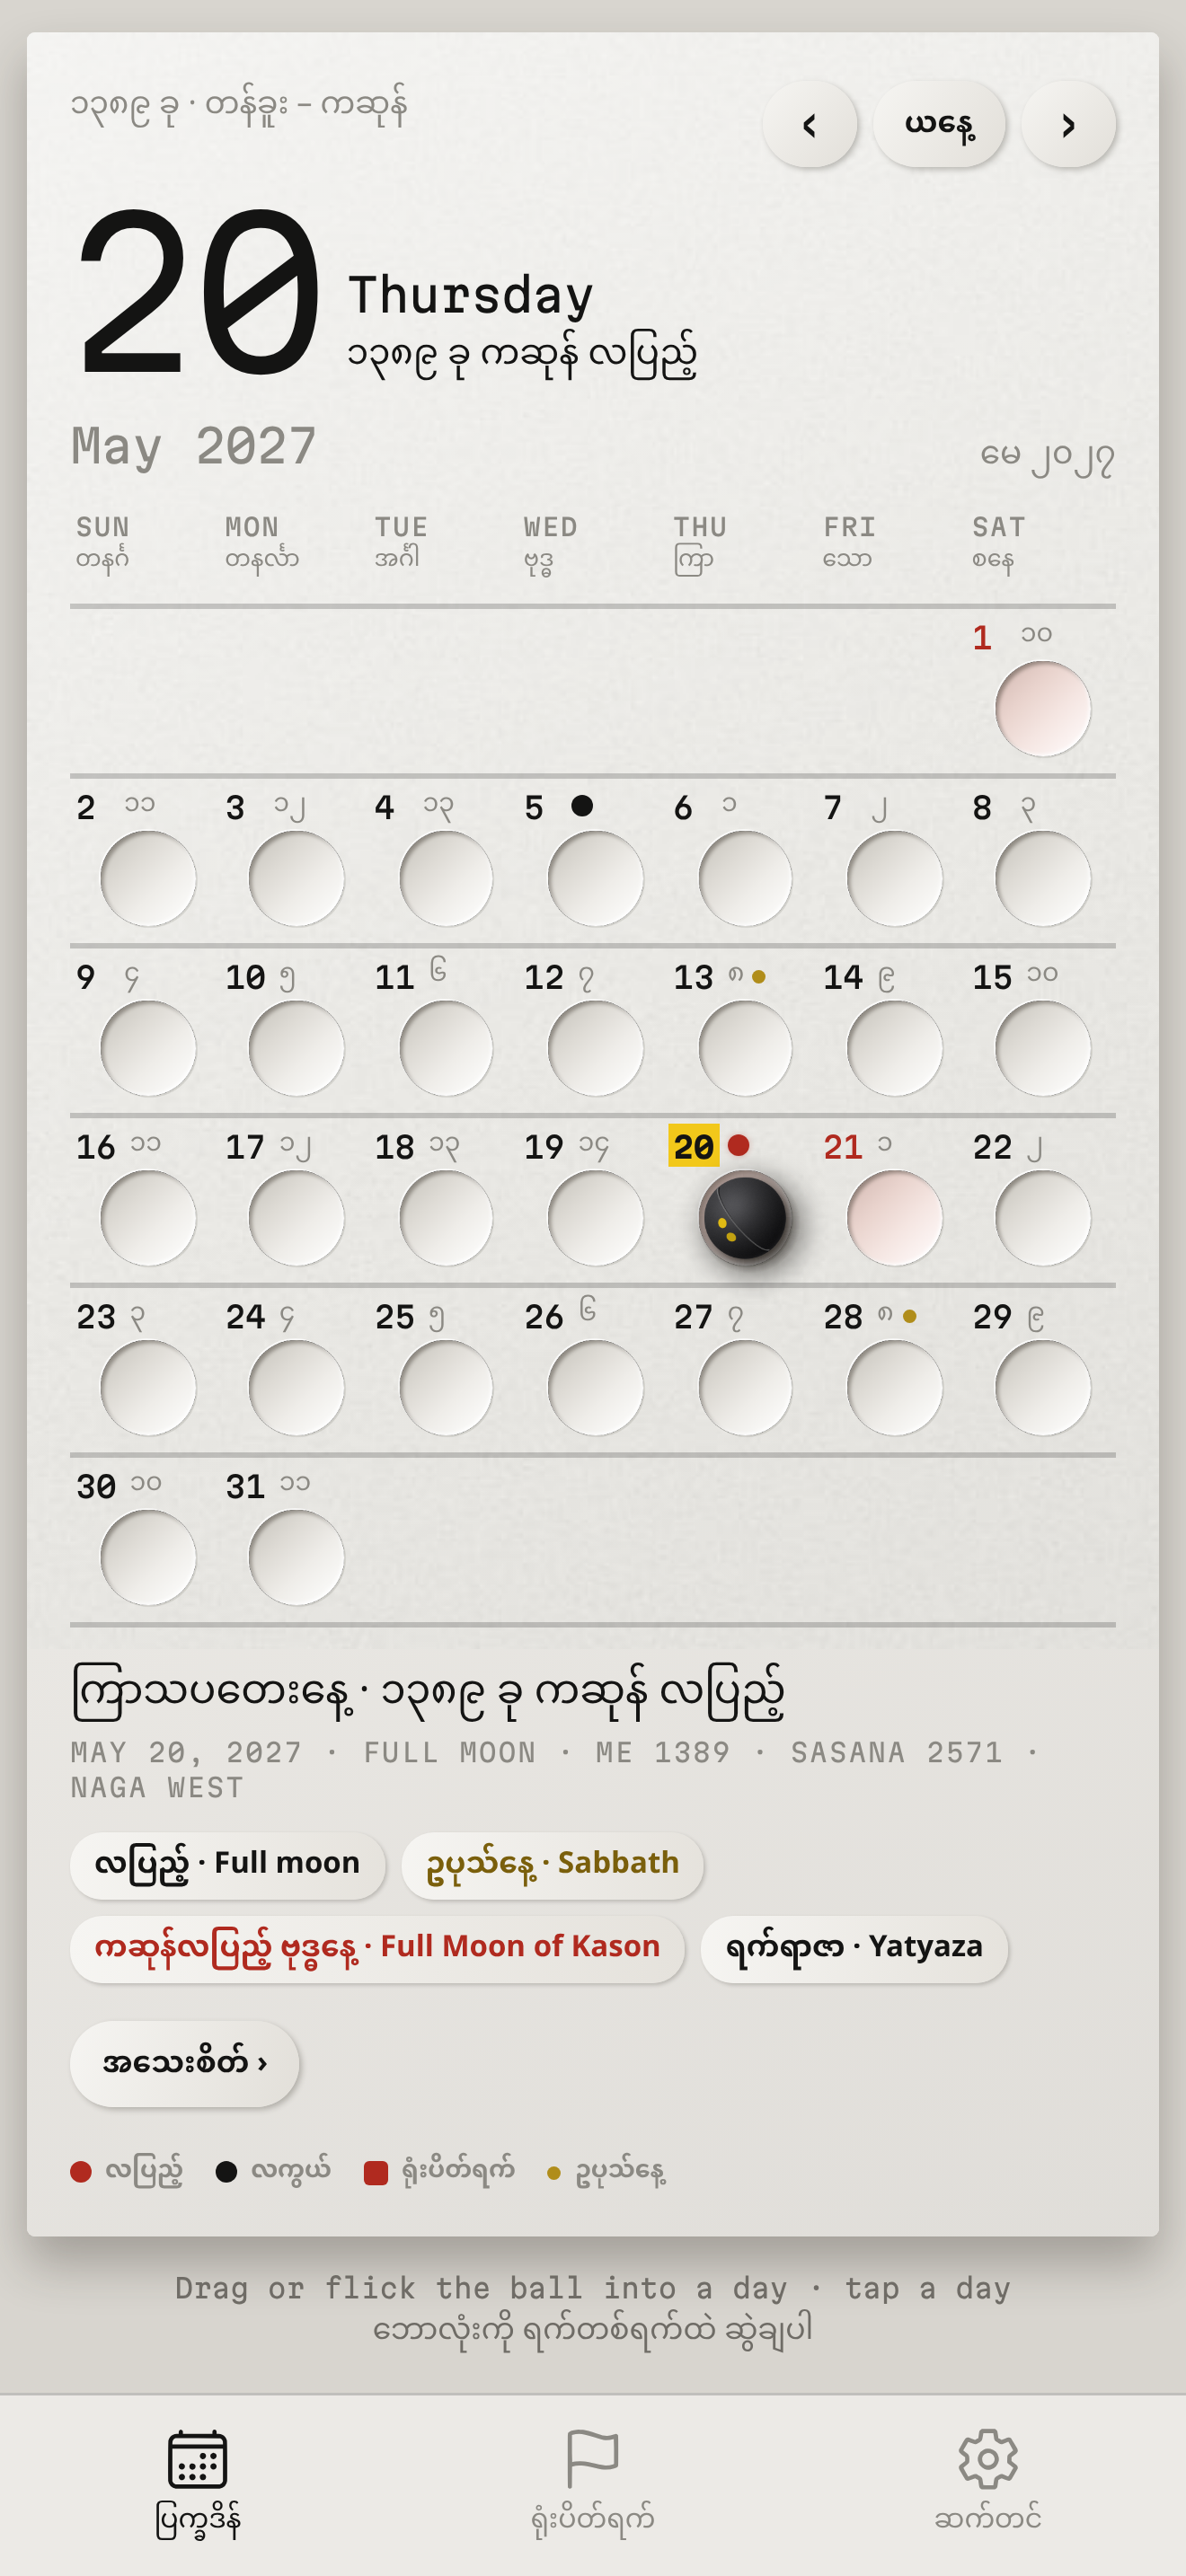 ၁၃၈၉ ခု · တန်ခူး – ကဆုန်
‹ ယနေ့ ›
20
Thursday
၁၃၈၉ ခု ကဆုန် လပြည့်
May 2027
မေ ၂၀၂၇
SUN MON TUE WED THU FRI SAT
တနင်္ဂ တနင်္လာ အင်္ဂါ ဗုဒ္ဓ ကြာ သော စနေ
1 ၁၀
2 ၁၁ 3 ၁၂ 4 ၁၃ 5 6 ၁ 7 ၂ 8 ၃
9 ၄ 10 ၅ 11 ၆ 12 ၇ 13 ၈ 14 ၉ 15 ၁၀
16 ၁၁ 17 ၁၂ 18 ၁၃ 19 ၁၄ 20 21 ၁ 22 ၂
23 ၃ 24 ၄ 25 ၅ 26 ၆ 27 ၇ 28 ၈ 29 ၉
30 ၁၀ 31 ၁၁
ကြာသပတေးနေ့ · ၁၃၈၉ ခု ကဆုန် လပြည့်
MAY 20, 2027 · FULL MOON · ME 1389 · SASANA 2571 ·
NAGA WEST
လပြည့် · Full moon ဥပုသ်နေ့ · Sabbath
ကဆုန်လပြည့် ဗုဒ္ဓနေ့ · Full Moon of Kason ရက်ရာဇာ · Yatyaza
အသေးစိတ် ›
လပြည့် လကွယ် ရုံးပိတ်ရက် ဥပုသ်နေ့
Drag or flick the ball into a day · tap a day
ဘောလုံးကို ရက်တစ်ရက်ထဲ ဆွဲချပါ
ပြက္ခဒိန် ရုံးပိတ်ရက် ဆက်တင်